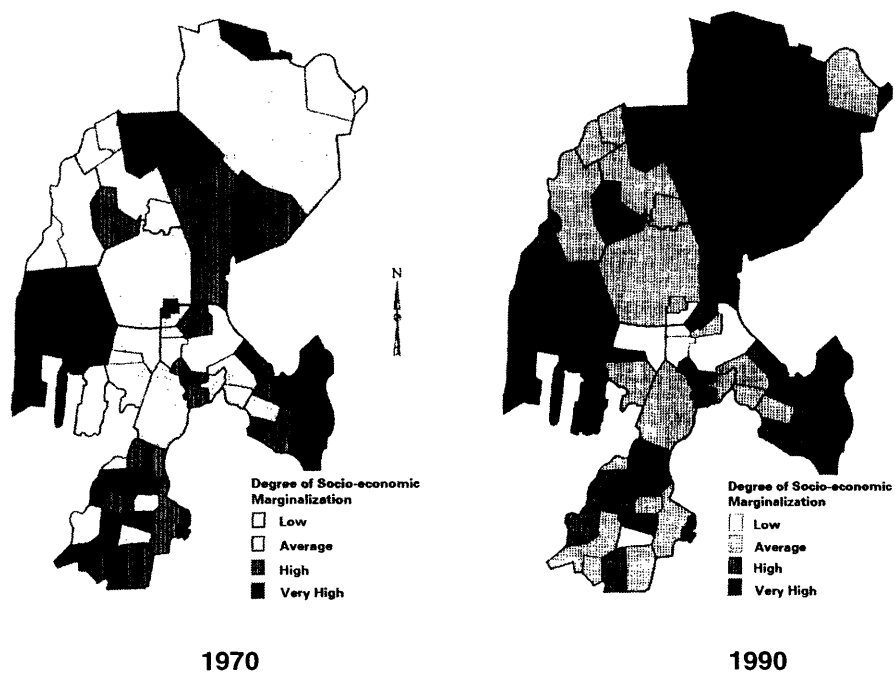 N
Degree of Socio-economic
Marginalization
Low
Average
High
Very High
Degree of Socio-economic
Marginalization
Low
Average
High
Very High
1970
1990